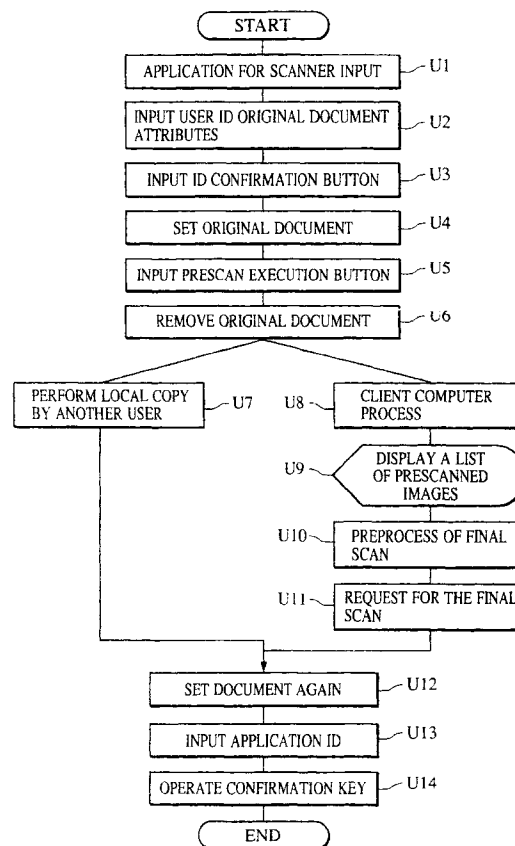 START
APPLICATION FOR SCANNER INPUT
U1
INPUT USER ID ORIGINAL DOCUMENT
ATTRIBUTES
U2
INPUT ID CONFIRMATION BUTTON
U3
SET ORIGINAL DOCUMENT
U4
INPUT PRESCAN EXECUTION BUTTON
U5
REMOVE ORIGINAL DOCUMENT
U6
PERFORM LOCAL COPY
BY ANOTHER USER
U7
U8
CLIENT COMPUTER
PROCESS
U9
DISPLAY A LIST
OF PRESCANNED
IMAGES
U10
PREPROCESS OF FINAL
SCAN
U11
REQUEST FOR THE FINAL
SCAN
SET DOCUMENT AGAIN
U12
INPUT APPLICATION ID
U13
OPERATE CONFIRMATION KEY
U14
END